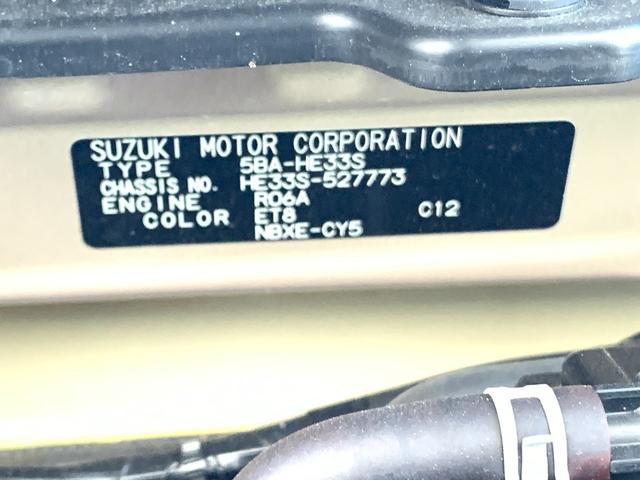 SUZUKI MOTOR CORPORATION
TYPE 5BA-HE33S
CHASSIS NO. HE33S-527773
ENGINE R06A
COLOR ET8 C12
NBXE-CY5